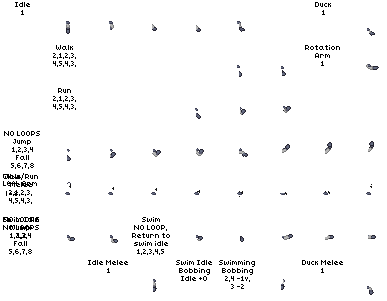 Idle
1
Duck
1
Walk
2,1,2,3,
4,5,4,3,
Rotation
Arm
1
Run
2,1,2,3,
4,5,4,3,
NO LOOPS
Jump
1,2,3,4
Fall
5,6,7,8
4,5,4,3,
Fall
5,6,7,8
Swim
NO LOOP,
Return to
swim idle
1,2,3,4,5
Idle Melee
1
Swim Idle
Bobbing
Idle +0
Swimming
Bobbing
2,4 -1v,
3 -2
Duck Melee
1